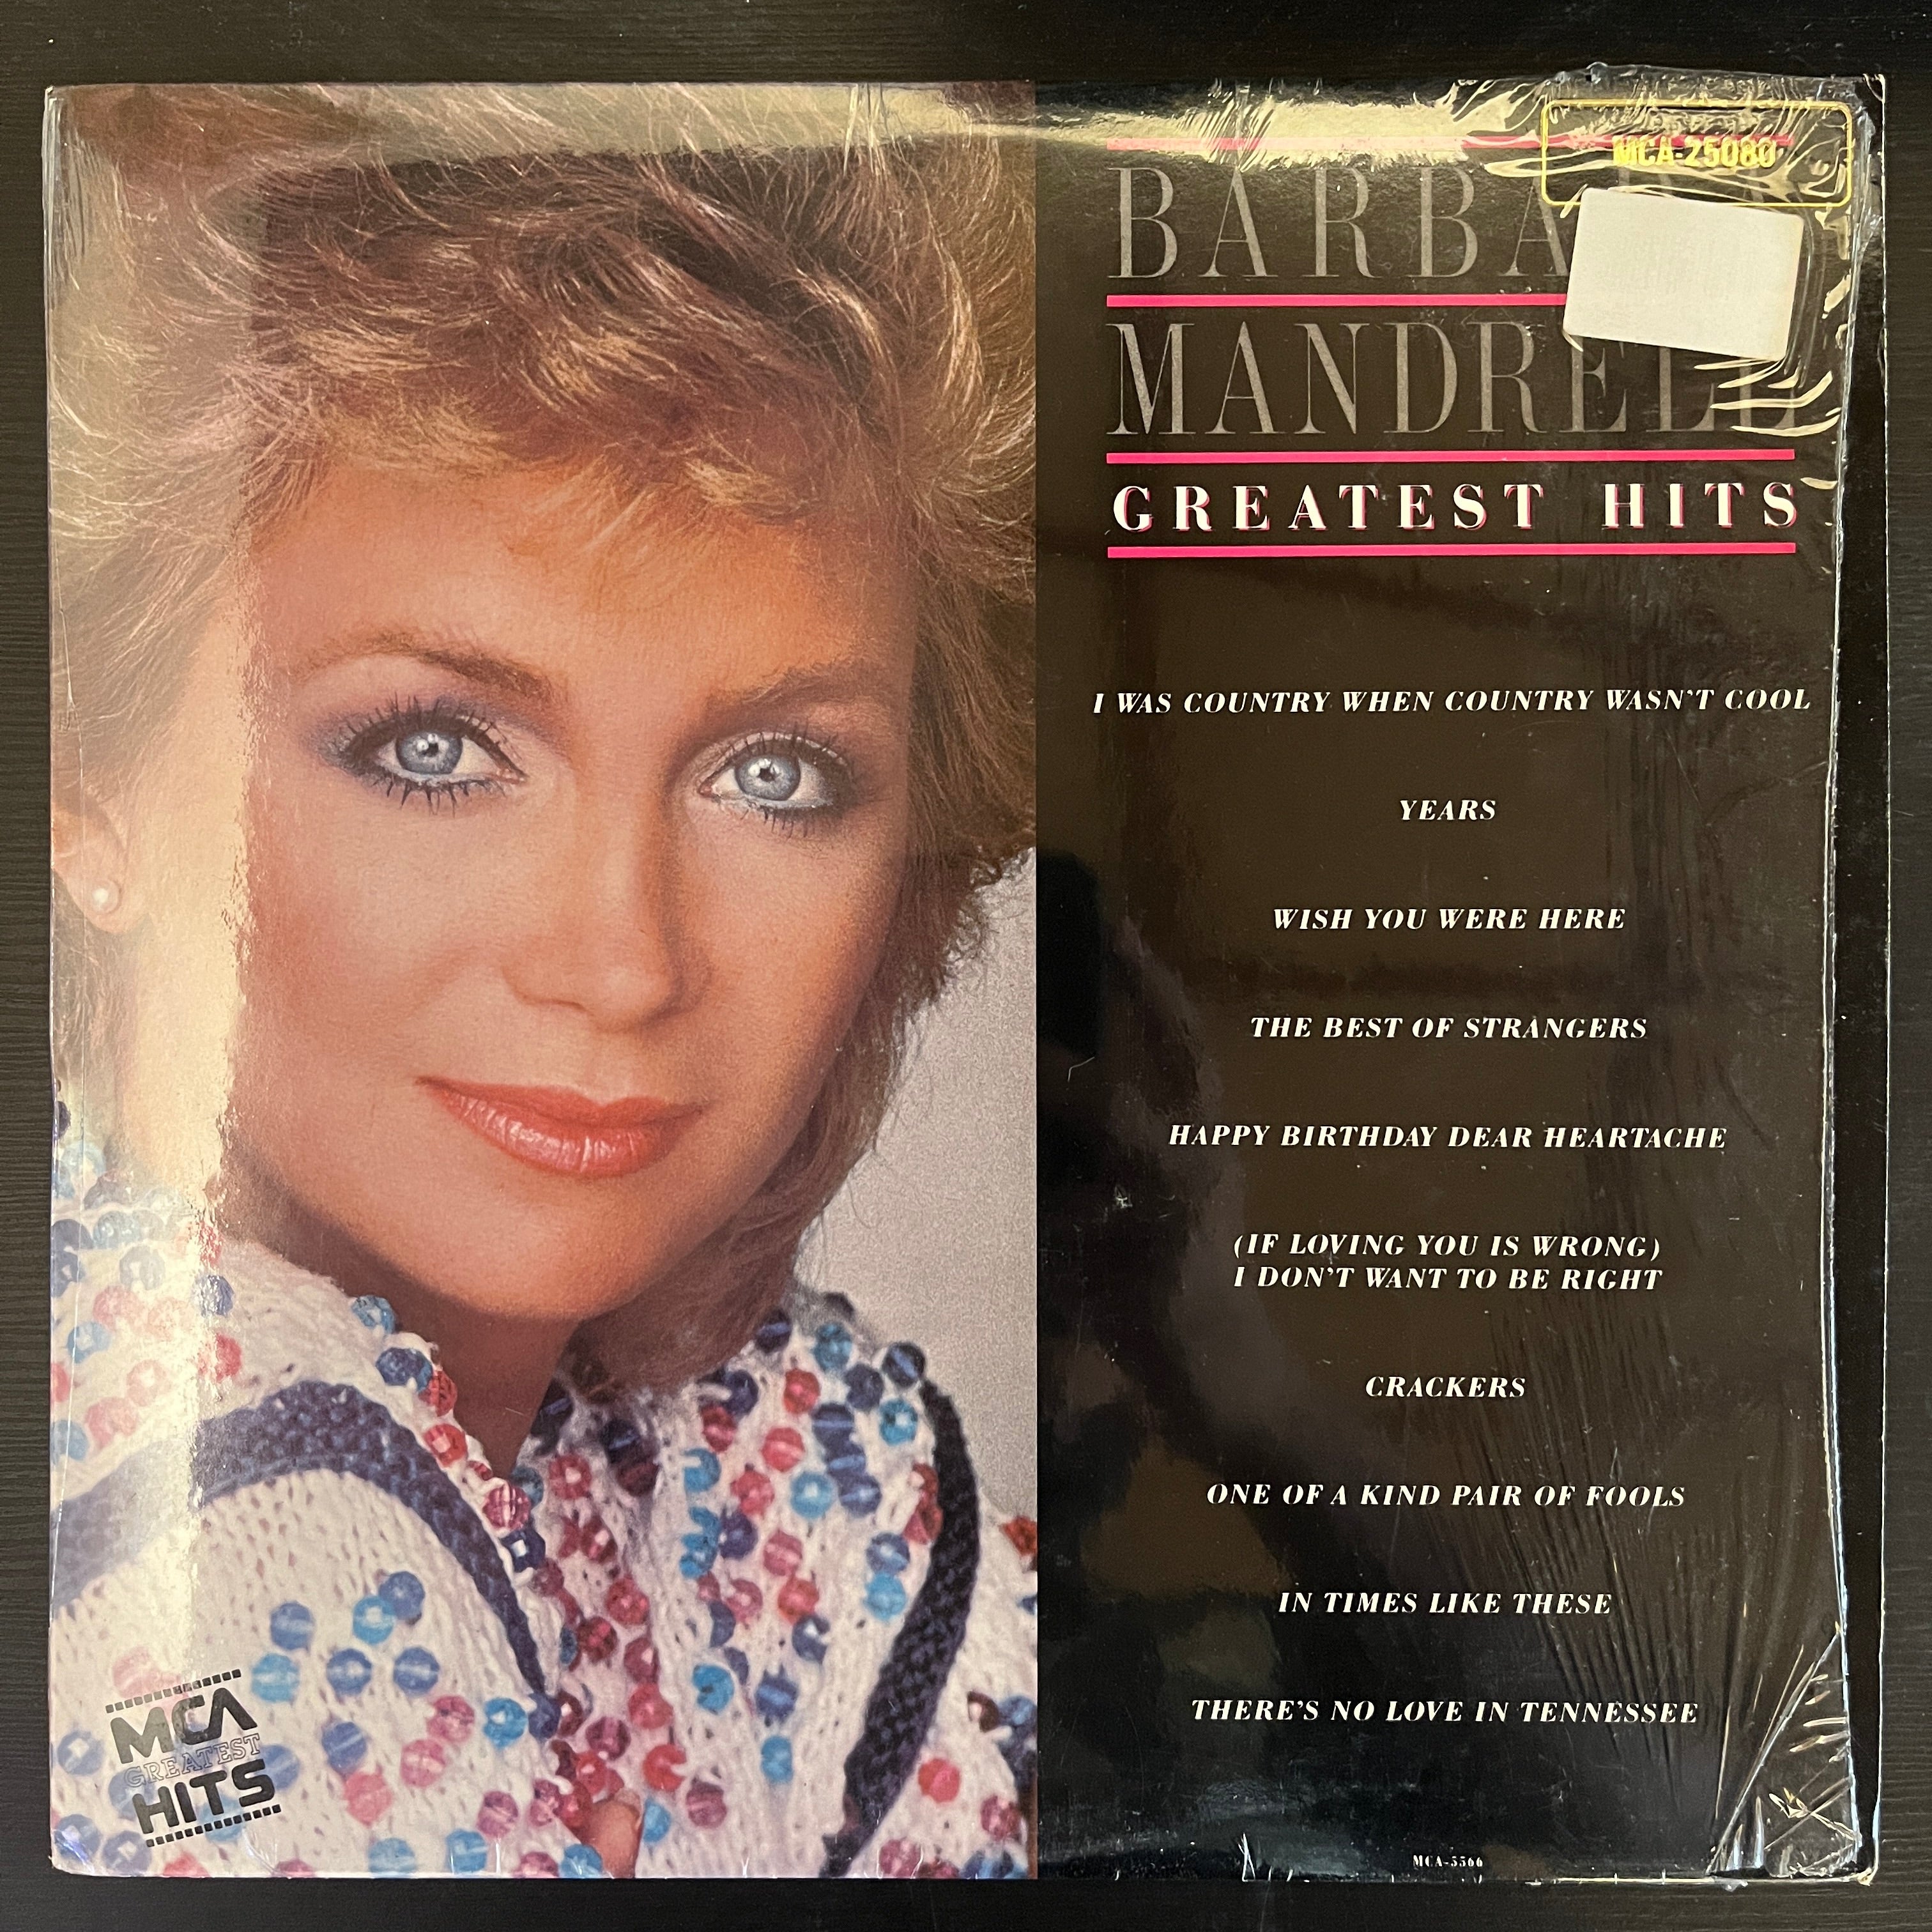 MCA-25080
BARBA
MANDRELL
GREATEST HITS
I WAS COUNTRY WHEN COUNTRY WASN'T COOL
YEARS
WISH YOU WERE HERE
THE BEST OF STRANGERS
HAPPY BIRTHDAY DEAR HEARTACHE
(IF LOVING YOU IS WRONG)
I DON'T WANT TO BE RIGHT
CRACKERS
ONE OF A KIND PAIR OF FOOLS
IN TIMES LIKE THESE
THERE'S NO LOVE IN TENNESSEE
MCA
GREATEST
HITS
MCA-5566